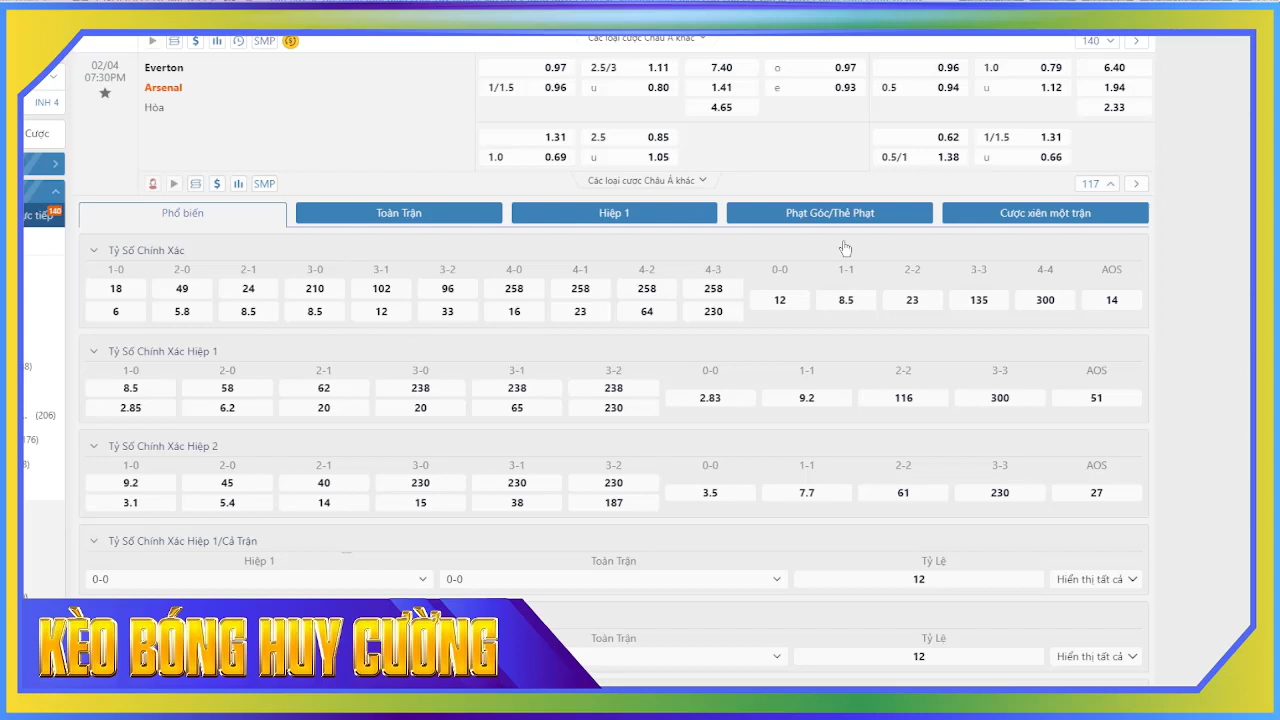 SMP Các loại cược Châu Á khác 140
02/04 Everton 0.97 2.5/3 1.11 7.40 o 0.97 0.96 1.0 0.79 6.40
07:30PM Arsenal 1/1.5 0.96 u 0.80 1.41 e 0.93 0.5 0.94 u 1.12 1.94
Hòa 4.65 2.33
INH 4
Cược
1.31 2.5 0.85 0.62 1/1.5 1.31
1.0 0.69 u 1.05 0.5/1 1.38 u 0.66
SMP Các loại cược Châu Á khác 117
ực tiếp 140
Phổ biến Toàn Trận Hiệp 1 Phạt Góc/Thẻ Phạt Cược xiên một trận
Tỷ Số Chính Xác
1-0 2-0 2-1 3-0 3-1 3-2 4-0 4-1 4-2 4-3 0-0 1-1 2-2 3-3 4-4 AOS
18 49 24 210 102 96 258 258 258 258
12 8.5 23 135 300 14
6 5.8 8.5 8.5 12 33 16 23 64 230
Tỷ Số Chính Xác Hiệp 1
1-0 2-0 2-1 3-0 3-1 3-2 0-0 1-1 2-2 3-3 AOS
8.5 58 62 238 238 238
2.83 9.2 116 300 51
2.85 6.2 20 20 65 230
(206)
176)
Tỷ Số Chính Xác Hiệp 2
1-0 2-0 2-1 3-0 3-1 3-2 0-0 1-1 2-2 3-3 AOS
9.2 45 40 230 230 230
3.5 7.7 61 230 27
3.1 5.4 14 15 38 187
Tỷ Số Chính Xác Hiệp 1/Cả Trận
Hiệp 1 Toàn Trận Tỷ Lệ
0-0 0-0 12 Hiển thị tất cả
Toàn Trận Tỷ Lệ
12 Hiển thị tất cả
KÈO BÓNG HUY CƯỜNG